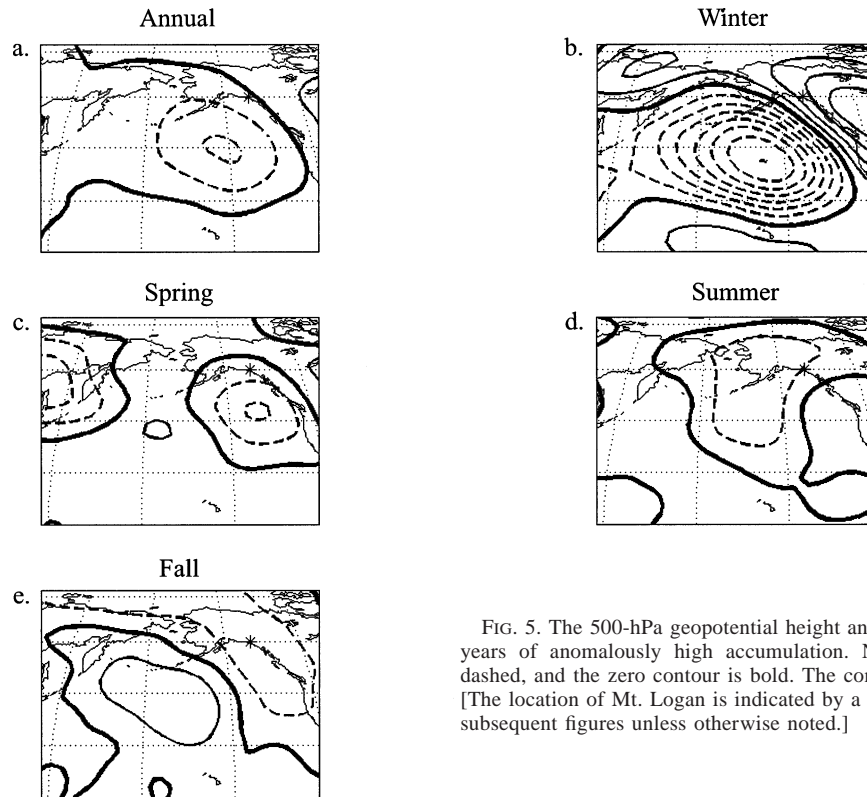 Annual
a.
Winter
b.
Spring
c.
Summer
d.
Fall
e.
FIG. 5. The 500-hPa geopotential height
years of anomalously high accumulation.
dashed, and the zero contour is bold. The
[The location of Mt. Logan is indicated by a
subsequent figures unless otherwise noted.]